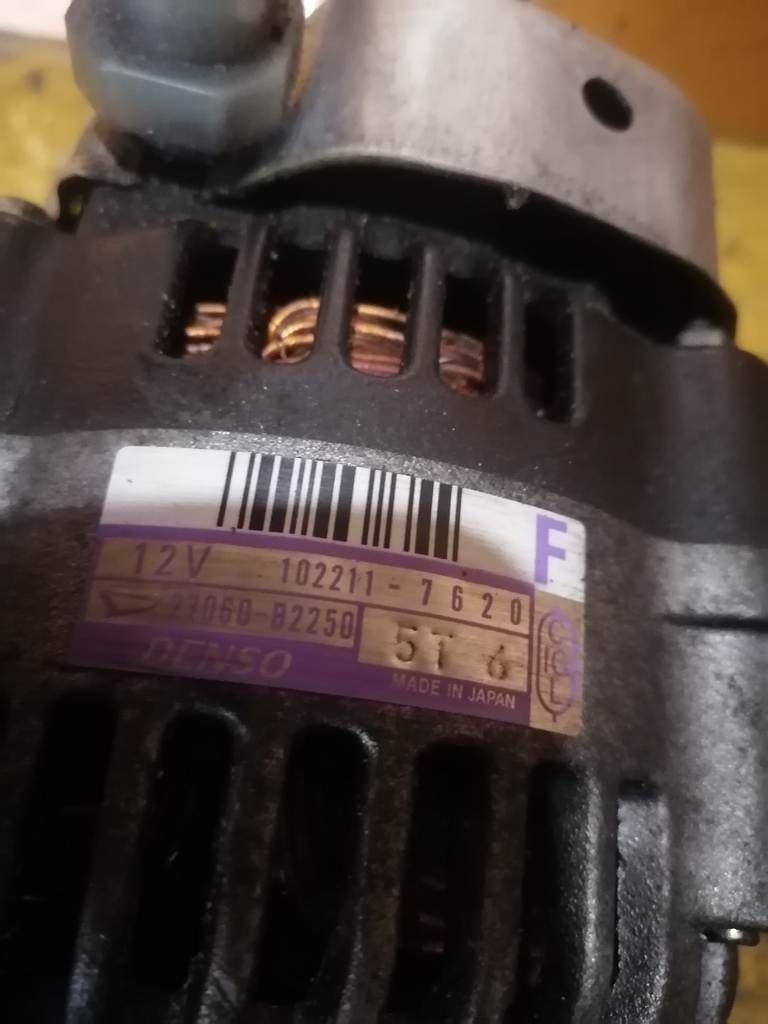 F
12V 102211-7620
27060-B2250
5T 6
DENSO
MADE IN JAPAN